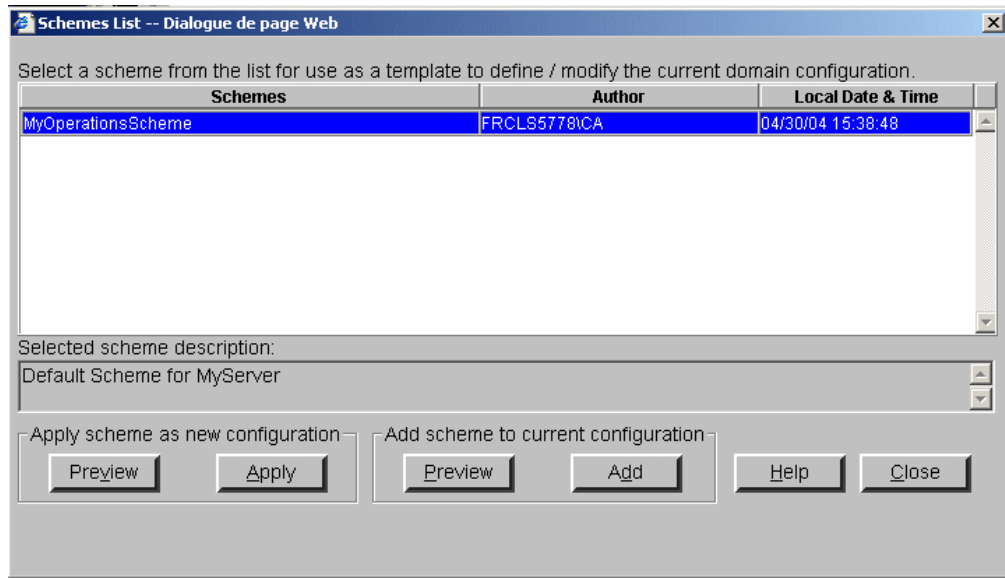 Schemes List -- Dialogue de page Web
Select a scheme from the list for use as a template to define / modify the current domain configuration.
Schemes Author Local Date & Time
MyOperationsScheme FRCLS5778\CA 04/30/04 15:38:48
Selected scheme description:
Default Scheme for MyServer
Apply scheme as new configuration Add scheme to current configuration
Preview Apply Preview Add Help Close